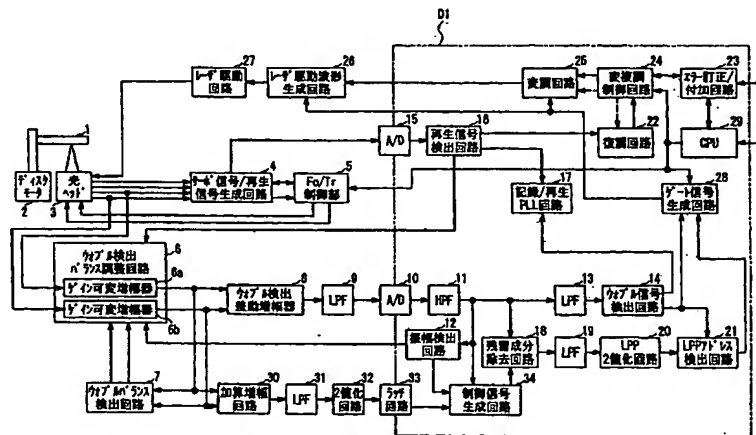 D1
27
レーザ駆動
回路
26
レーザ駆動波形
生成回路
25
変調回路
24
変復調
制御回路
23
エラー訂正/
付加回路
1
15
A/D
16
再生信号
検出回路
22
復調回路
29
CPU
ディスク
モータ
2
光
ヘッド
3
4
サーボ信号/再生
信号生成回路
5
Fo/Tr
制御部
17
記録/再生
PLL回路
28
ゲート信号
生成回路
6
ウォブル検出
バランス調整回路
6a
ゲイン可変増幅器
ゲイン可変増幅器
6b
8
ウォブル検出
差動増幅器
9
LPF
10
A/D
11
HPF
13
LPF
14
ウォブル信号
検出回路
12
振幅検出
回路
18
残留成分
除去回路
19
LPF
20
LPP
2値化回路
21
LPPアドレス
検出回路
7
ウォブルバランス
検出回路
30
加算増幅
回路
31
LPF
32
2値化
回路
33
ラッチ
回路
34
制御信号
生成回路